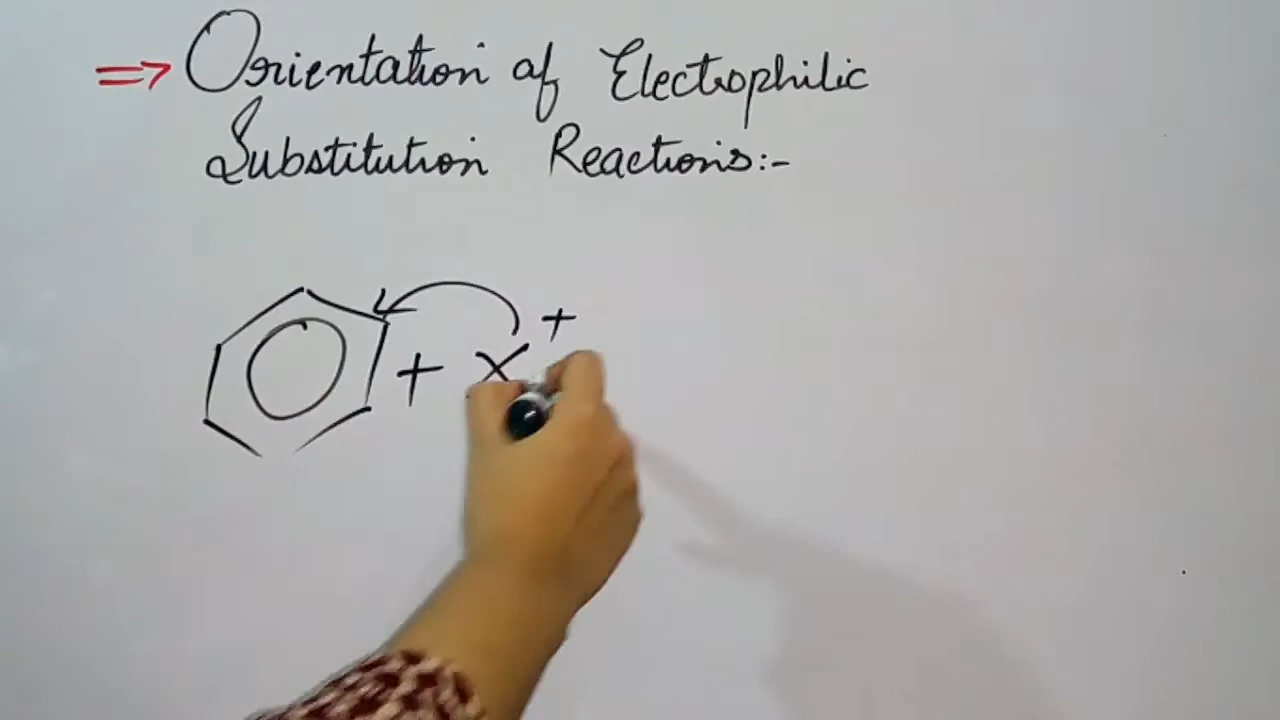 ⇒ Orientation of Electrophilic
Substitution Reactions:-
+ X +